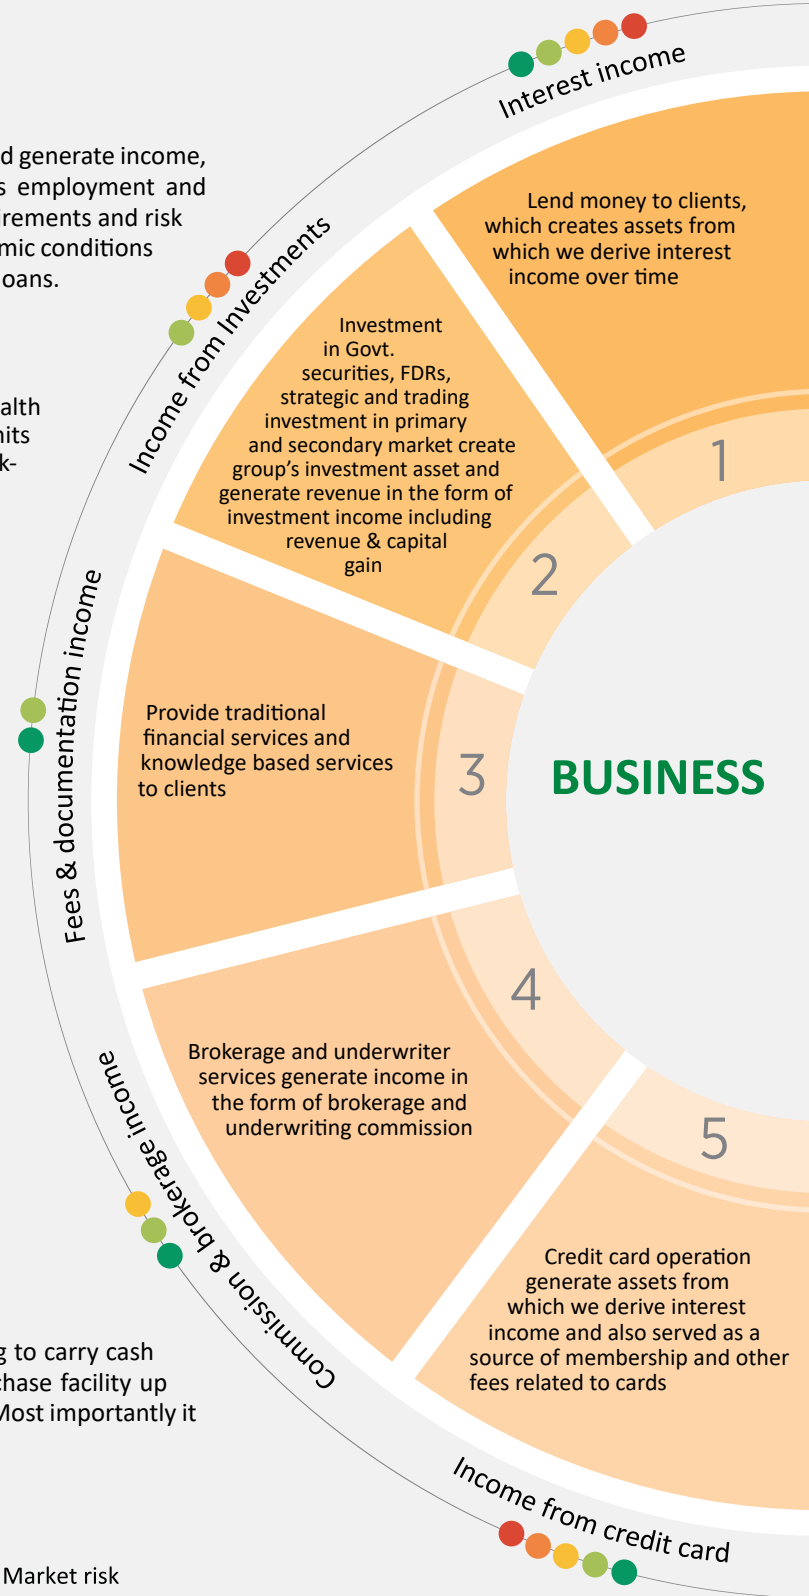 Interest income
Lend money to clients,
which creates assets from
which we derive interest
income over time
1
d generate income,
s employment and
irements and risk
mic conditions
oans.
Income from Investments
Investment
in Govt.
securities, FDRs,
strategic and trading
investment in primary
and secondary market create
group's investment asset and
generate revenue in the form of
investment income including
revenue & capital
gain
2
alth
nits
k-
Fees & documentation income
Provide traditional
financial services and
knowledge based services
to clients
3
BUSINESS
Commission & brokerage income
Brokerage and underwriter
services generate income in
the form of brokerage and
underwriting commission
4
5
Credit card operation
generate assets from
which we derive interest
income and also served as a
source of membership and other
fees related to cards
Income from credit card
g to carry cash
chase facility up
Most importantly it
Market risk